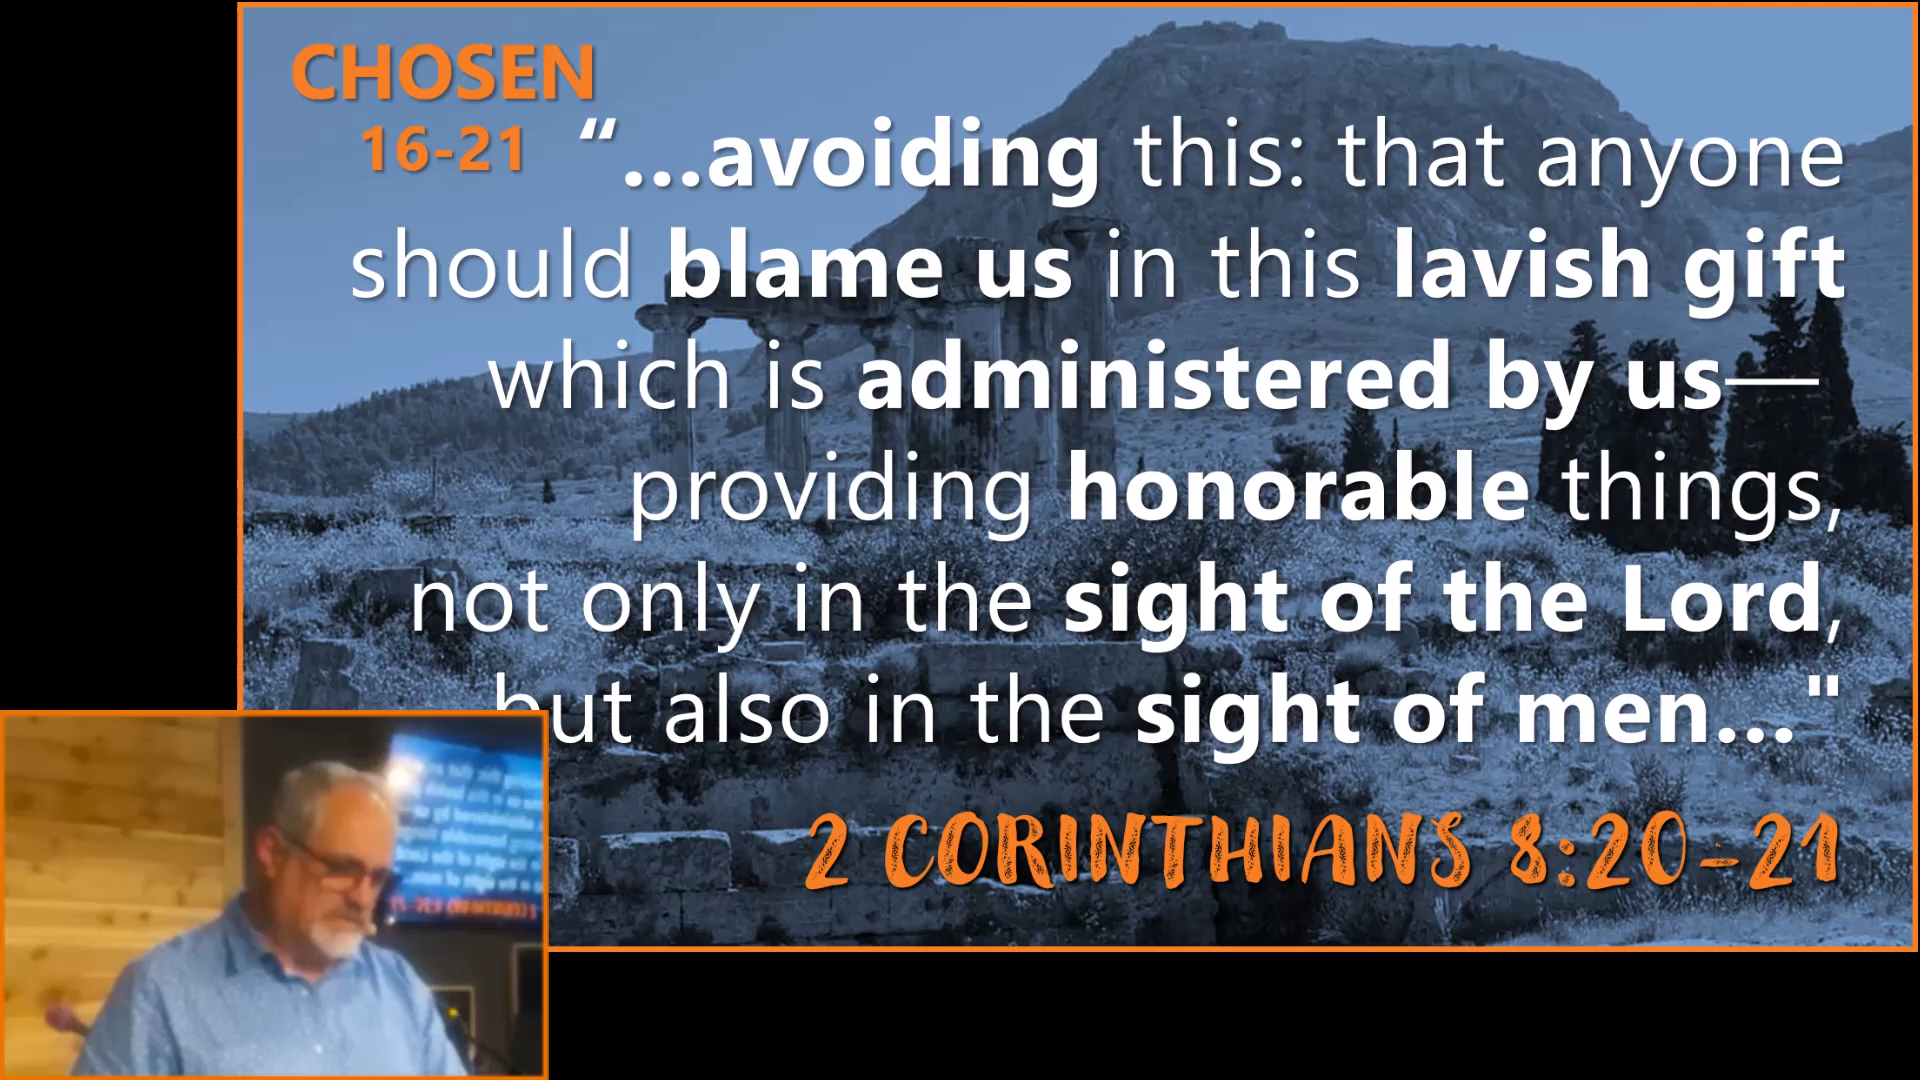 CHOSEN
16-21
“...avoiding this: that anyone
should blame us in this lavish gift
which is administered by us—
providing honorable things,
not only in the sight of the Lord,
but also in the sight of men..."
2 CORINTHIANS 8:20-21